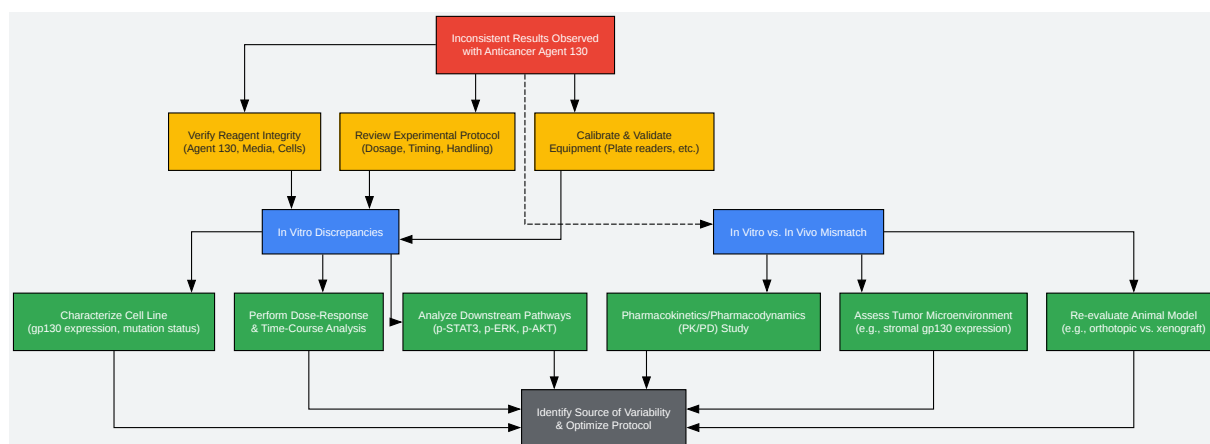 Inconsistent Results Observed
with Anticancer Agent 130
Verify Reagent Integrity
(Agent 130, Media, Cells)
Review Experimental Protocol
(Dosage, Timing, Handling)
Calibrate & Validate
Equipment (Plate readers, etc.)
In Vitro Discrepancies
In Vitro vs. In Vivo Mismatch
Characterize Cell Line
(gp130 expression, mutation status)
Perform Dose-Response
& Time-Course Analysis
Analyze Downstream Pathways
(p-STAT3, p-ERK, p-AKT)
Pharmacokinetics/Pharmacodynamics
(PK/PD) Study
Assess Tumor Microenvironment
(e.g., stromal gp130 expression)
Re-evaluate Animal Model
(e.g., orthotopic vs. xenograft)
Identify Source of Variability
& Optimize Protocol